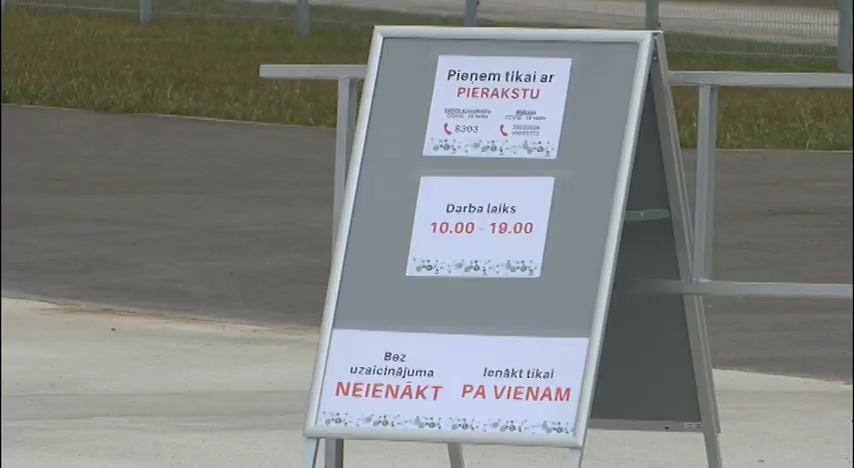 Pieņem tikai ar
PIERAKSTU
8303
Darba laiks
10.00 - 19.00
Bez
uzaicinājuma
NEIENĀKT
Ienākt tikai
PA VIENAM